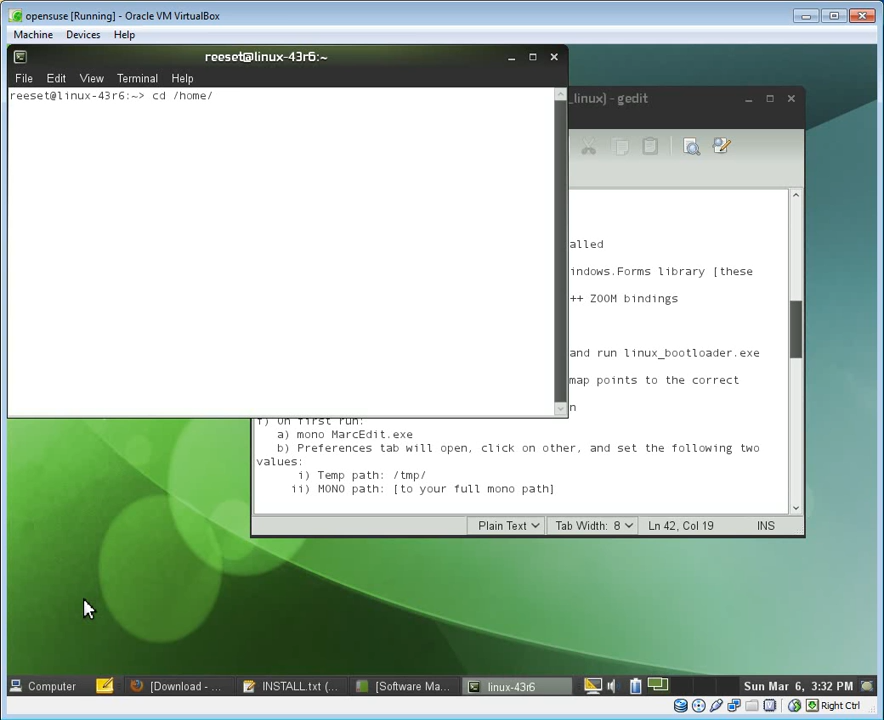 opensuse [Running] - Oracle VM VirtualBox
Machine Devices Help
reeset@linux-43r6:~
File Edit View Terminal Help
reeset@linux-43r6:~> cd /home/
_linux) - gedit
alled
indows.Forms library [these
++ ZOOM bindings
and run linux_bootloader.exe
map points to the correct
n
f) On first run:
a) mono MarcEdit.exe
b) Preferences tab will open, click on other, and set the following two
values:
i) Temp path: /tmp/
ii) MONO path: [to your full mono path]
Plain Text Tab Width: 8 Ln 42, Col 19 INS
Computer [Download - ... INSTALL.txt (... [Software Ma... linux-43r6 Sun Mar 6, 3:32 PM
Right Ctrl